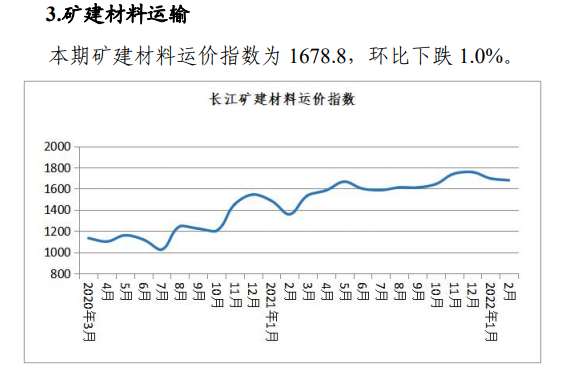 3.矿建材料运输
本期矿建材料运价指数为 1678.8，环比下跌 1.0%。
长江矿建材料运价指数
2000
1800
1600
1400
1200
1000
800
2020年3月
4月
5月
6月
7月
8月
9月
10月
11月
12月
2021年1月
2月
3月
4月
5月
6月
7月
8月
9月
10月
11月
12月
2022年1月
2月